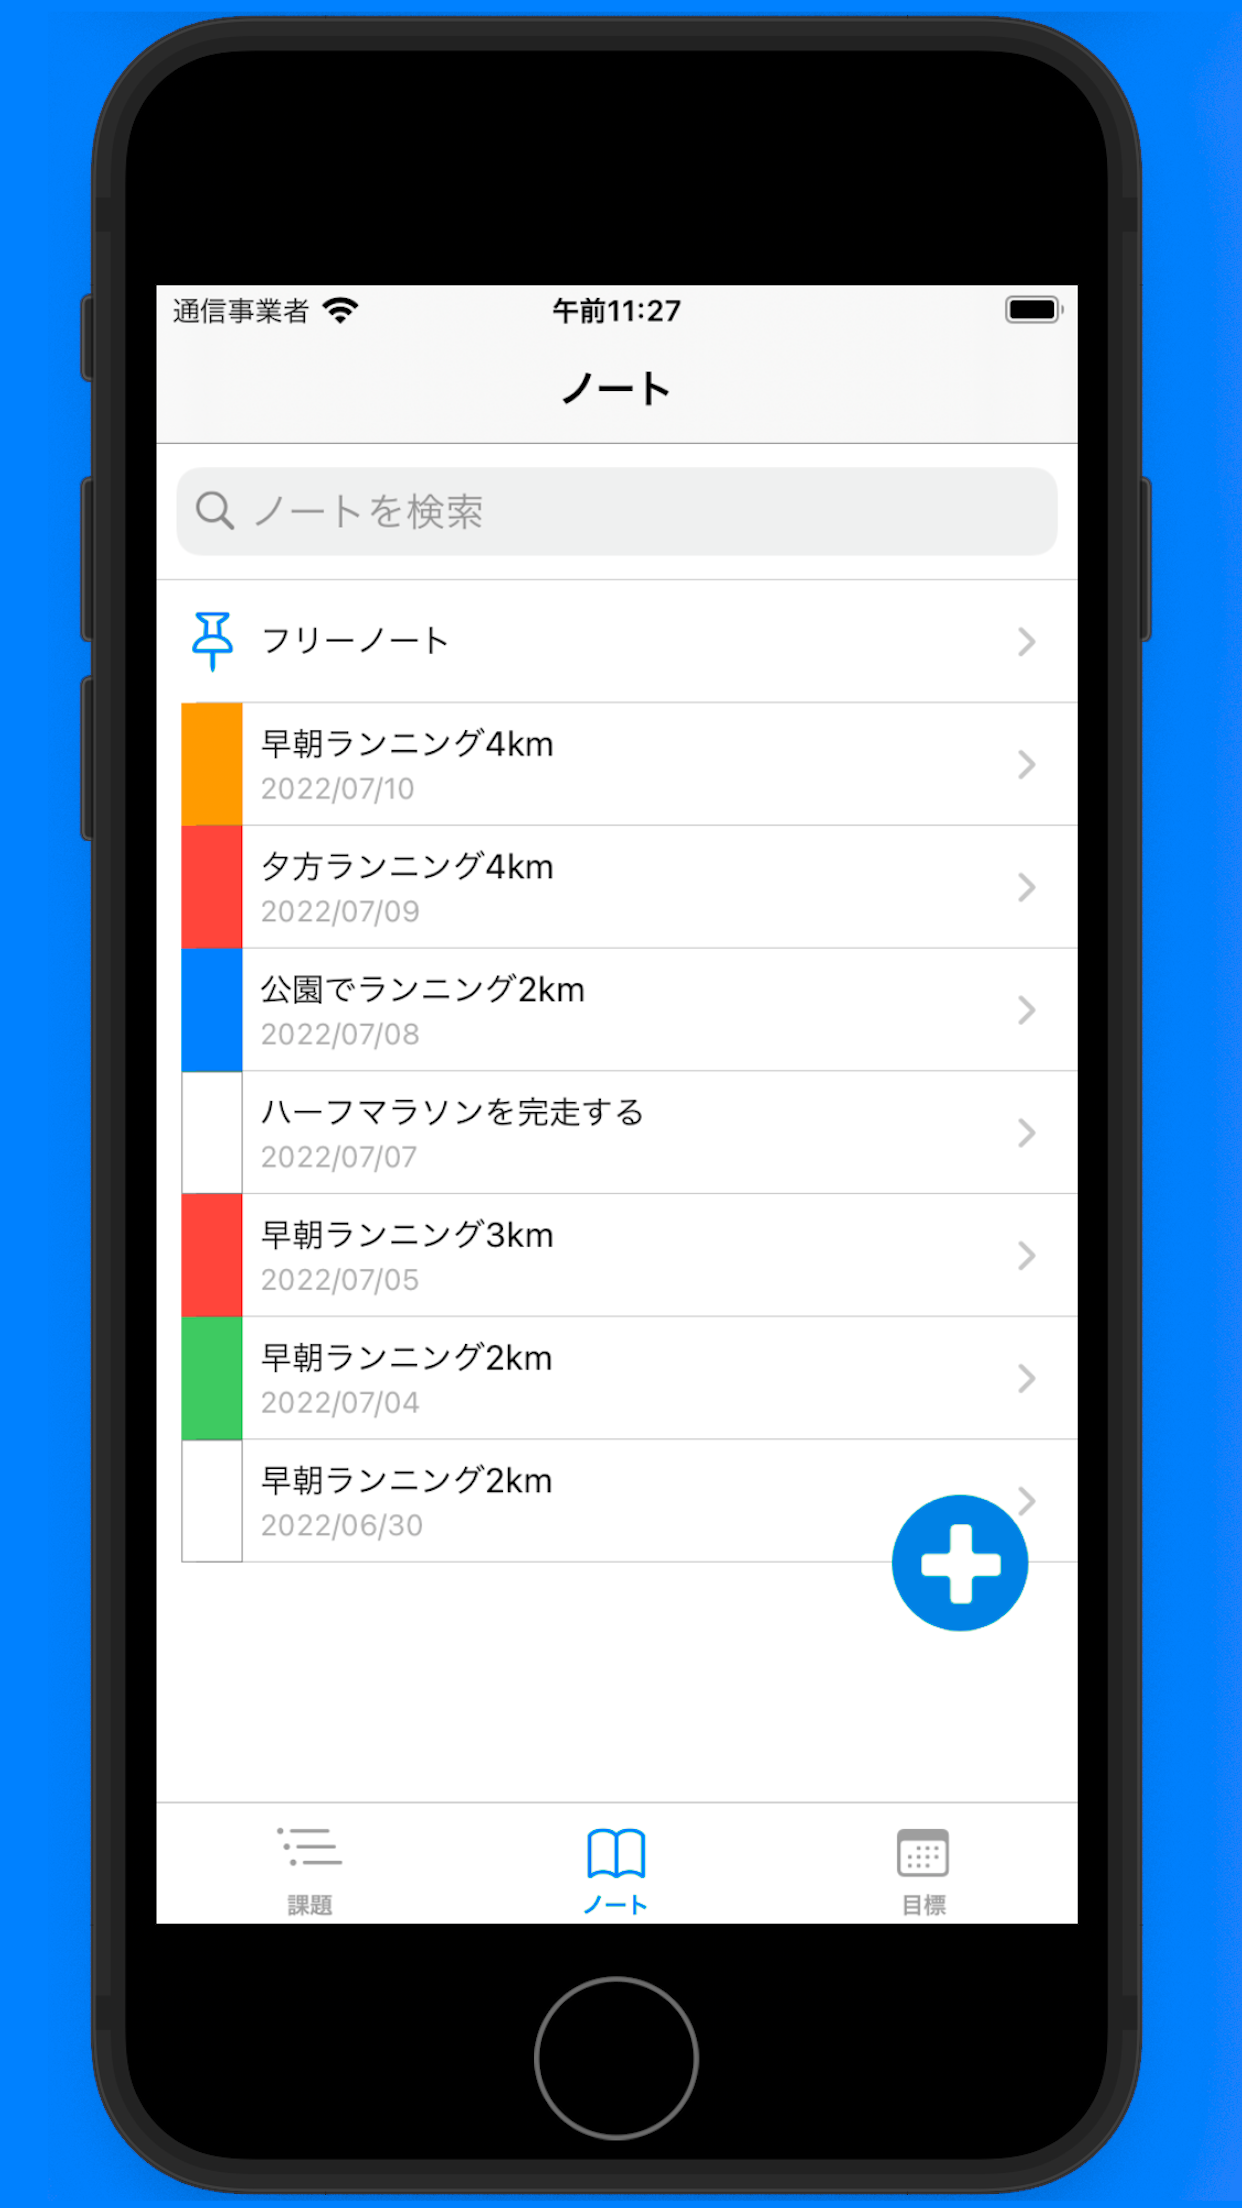 通信事業者 午前11:27
ノート
ノートを検索
フリーノート
早朝ランニング4km
2022/07/10
夕方ランニング4km
2022/07/09
公園でランニング2km
2022/07/08
ハーフマラソンを完走する
2022/07/07
早朝ランニング3km
2022/07/05
早朝ランニング2km
2022/07/04
早朝ランニング2km
2022/06/30
課題 ノート 目標